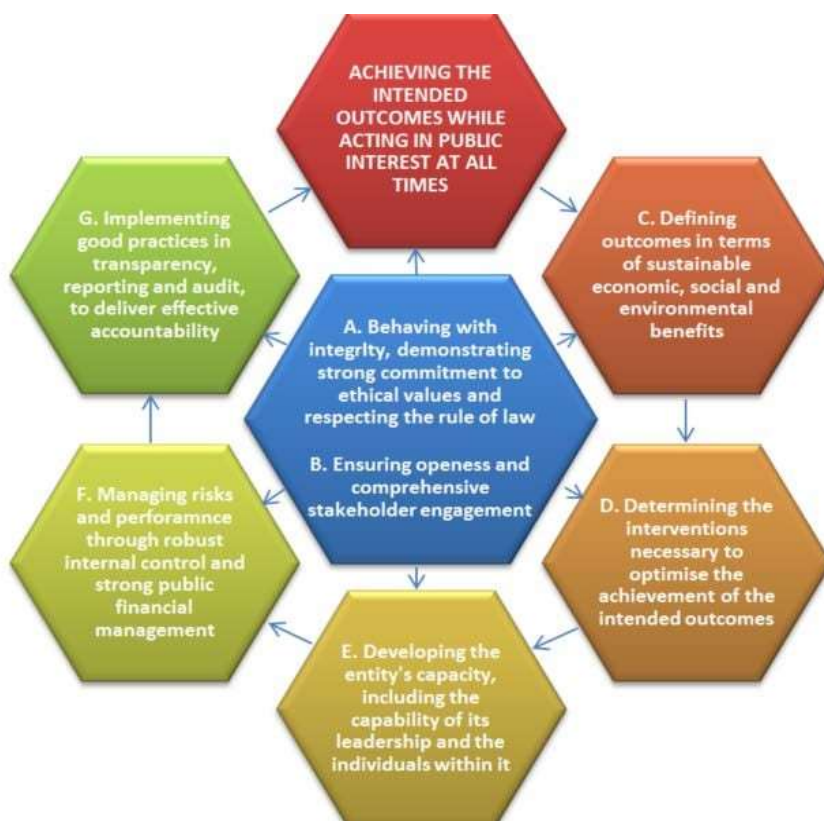 ACHIEVING THE
INTENDED
OUTCOMES WHILE
ACTING IN PUBLIC
INTEREST AT ALL
TIMES
G. Implementing
good practices in
transparency,
reporting and audit,
to deliver effective
accountability
C. Defining
outcomes in terms
of sustainable
economic, social and
environmental
benefits
A. Behaving with
integrIty, demonstrating
strong commitment to
ethical values and
respecting the rule of law
B. Ensuring openess and
comprehensive
stakeholder engagement
F. Managing risks
and perforamnce
through robust
internal control and
strong public
financial
management
D. Determining the
interventions
necessary to
optimise the
achievement of the
intended outcomes
E. Developing the
entity's capacity,
including the
capability of its
leadership and the
individuals within it